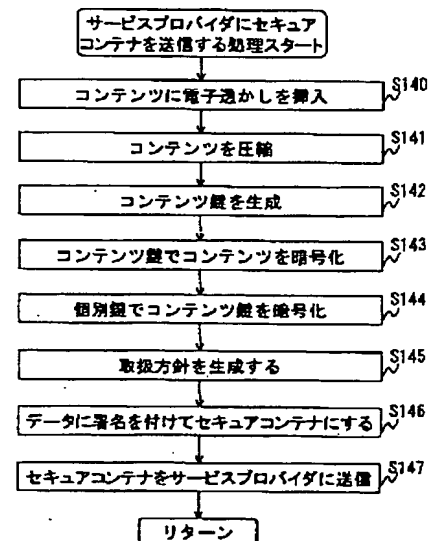 サービスプロバイダにセキュア
コンテナを送信する処理スタート
S140
コンテンツに電子透かしを挿入
S141
コンテンツを圧縮
S142
コンテンツ鍵を生成
S143
コンテンツ鍵でコンテンツを暗号化
S144
個別鍵でコンテンツ鍵を暗号化
S145
取扱方針を生成する
S146
データに署名を付けてセキュアコンテナにする
S147
セキュアコンテナをサービスプロバイダに送信
リターン